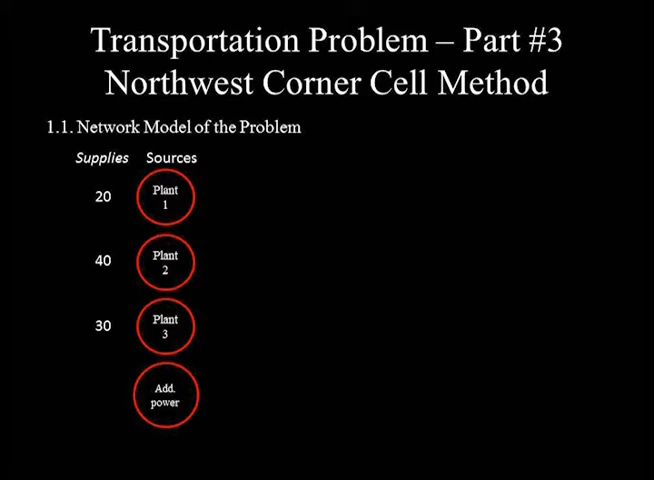 Transportation Problem – Part #3
Northwest Corner Cell Method
1.1. Network Model of the Problem
Supplies Sources
20 Plant
1
40 Plant
2
30 Plant
3
Add.
power